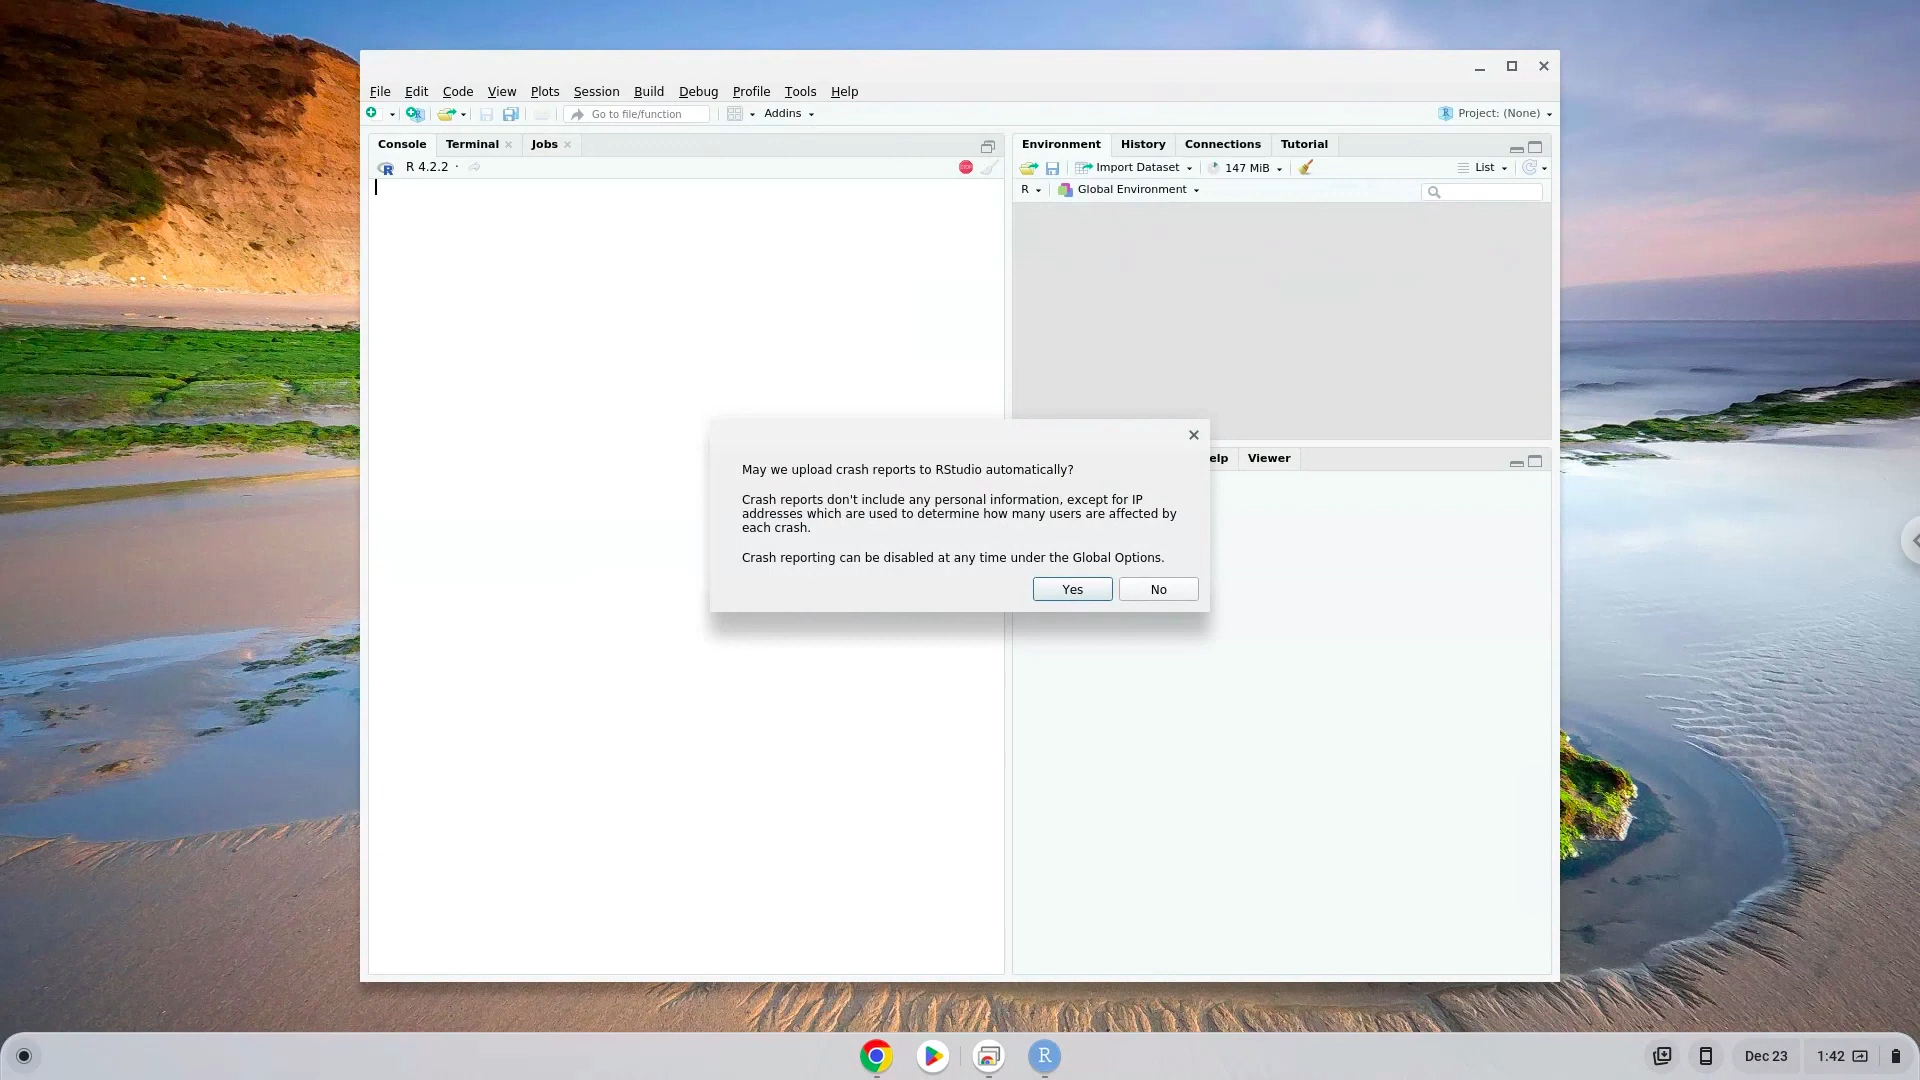 File Edit Code View Plots Session Build Debug Profile Tools Help
Go to file/function Addins Project: (None)
Console Terminal Jobs
R 4.2.2 ·
Environment History Connections Tutorial
Import Dataset 147 MiB List
R Global Environment
elp Viewer
May we upload crash reports to RStudio automatically?
Crash reports don't include any personal information, except for IP
addresses which are used to determine how many users are affected by
each crash.
Crash reporting can be disabled at any time under the Global Options.
Yes No
R Dec 23 1:42